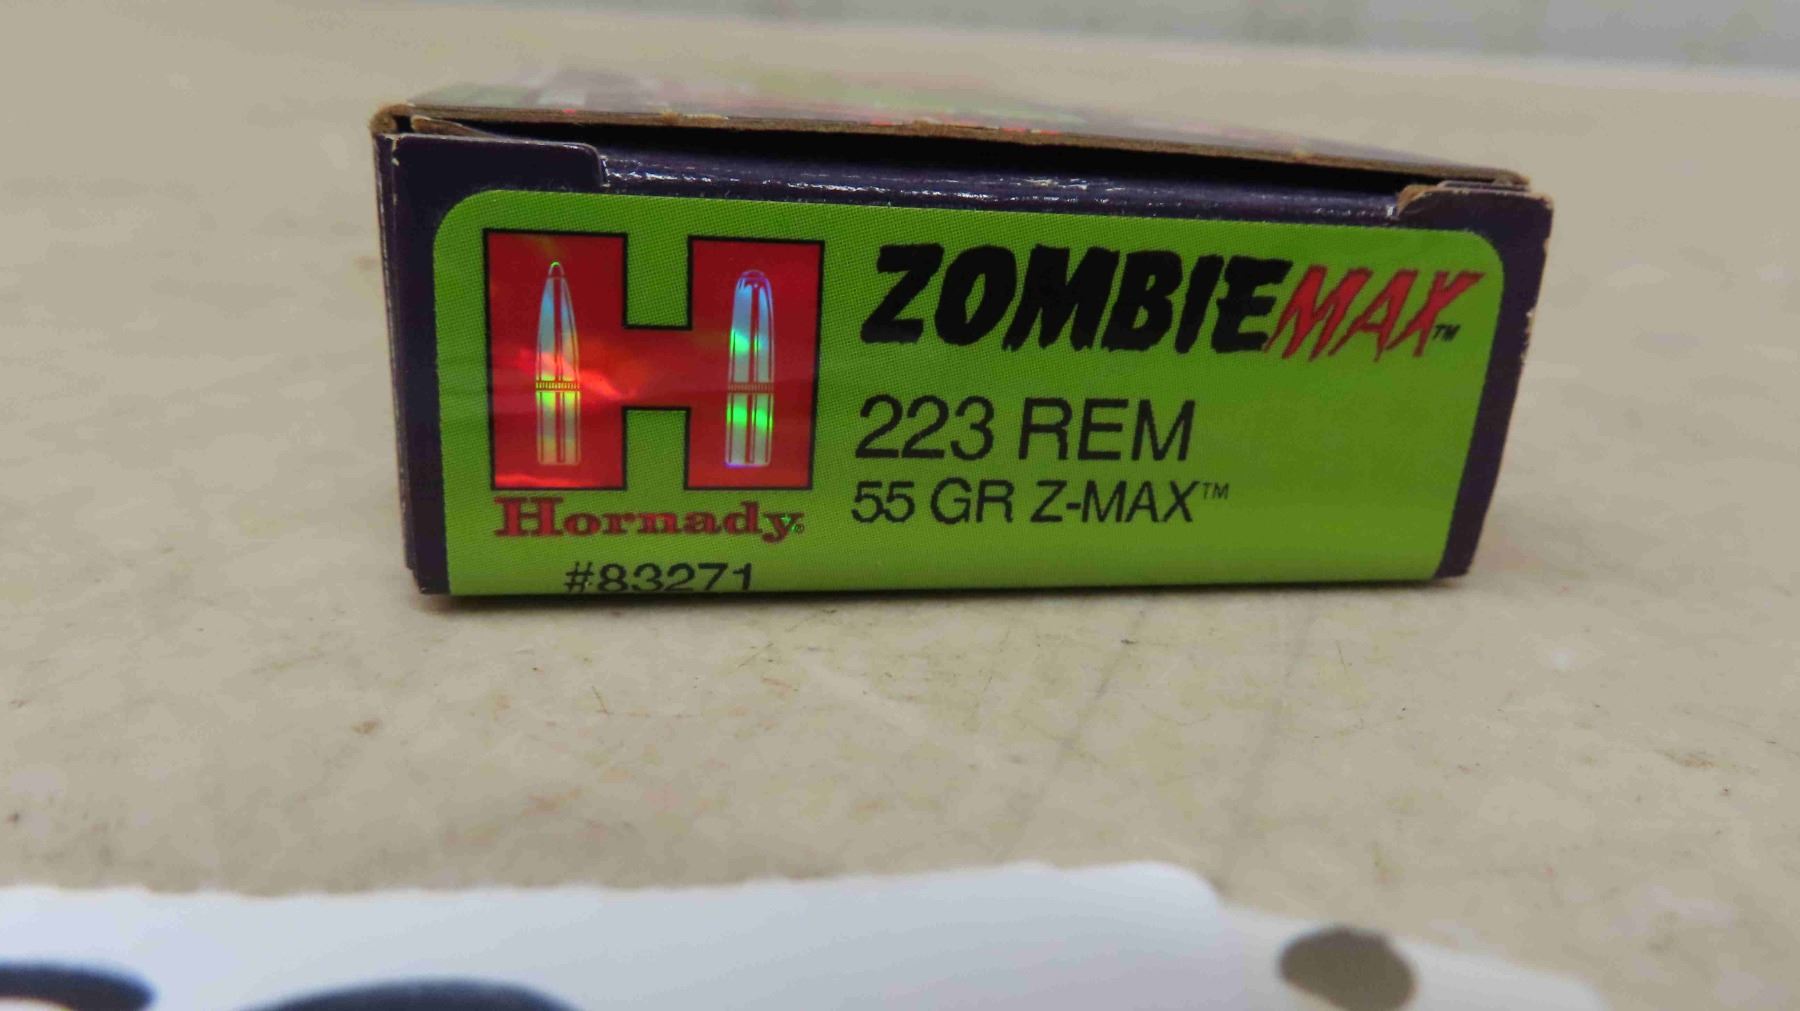 H
Hornady®
#83271
ZOMBIEMAX™
223 REM
55 GR Z-MAX™